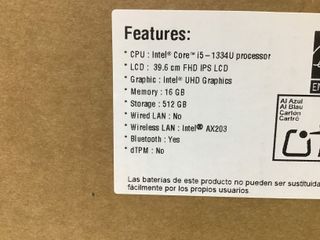 Features:
* CPU : Intel® Core™ i5-1334U processor
* LCD : 39.6 cm FHD IPS LCD
* Graphic : Intel® UHD Graphics
* Memory : 16 GB
* Storage : 512 GB
* Wired LAN : No
* Wireless LAN : Intel® AX203
* Bluetooth : Yes
* dTPM : No
EN
Al Azul
Al Blau
Cartón
Cartró
Las baterías de este producto no pueden ser
fácilmente por los propios usuarios.